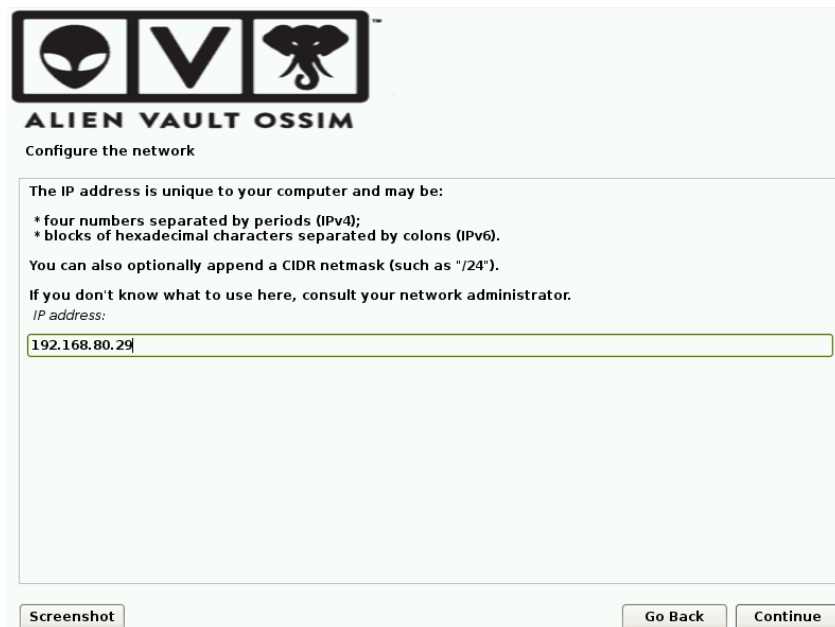 V
™
ALIEN VAULT OSSIM
Configure the network
The IP address is unique to your computer and may be:
* four numbers separated by periods (IPv4);
* blocks of hexadecimal characters separated by colons (IPv6).
You can also optionally append a CIDR netmask (such as "/24").
If you don't know what to use here, consult your network administrator.
IP address:
192.168.80.29
Screenshot
Go Back
Continue